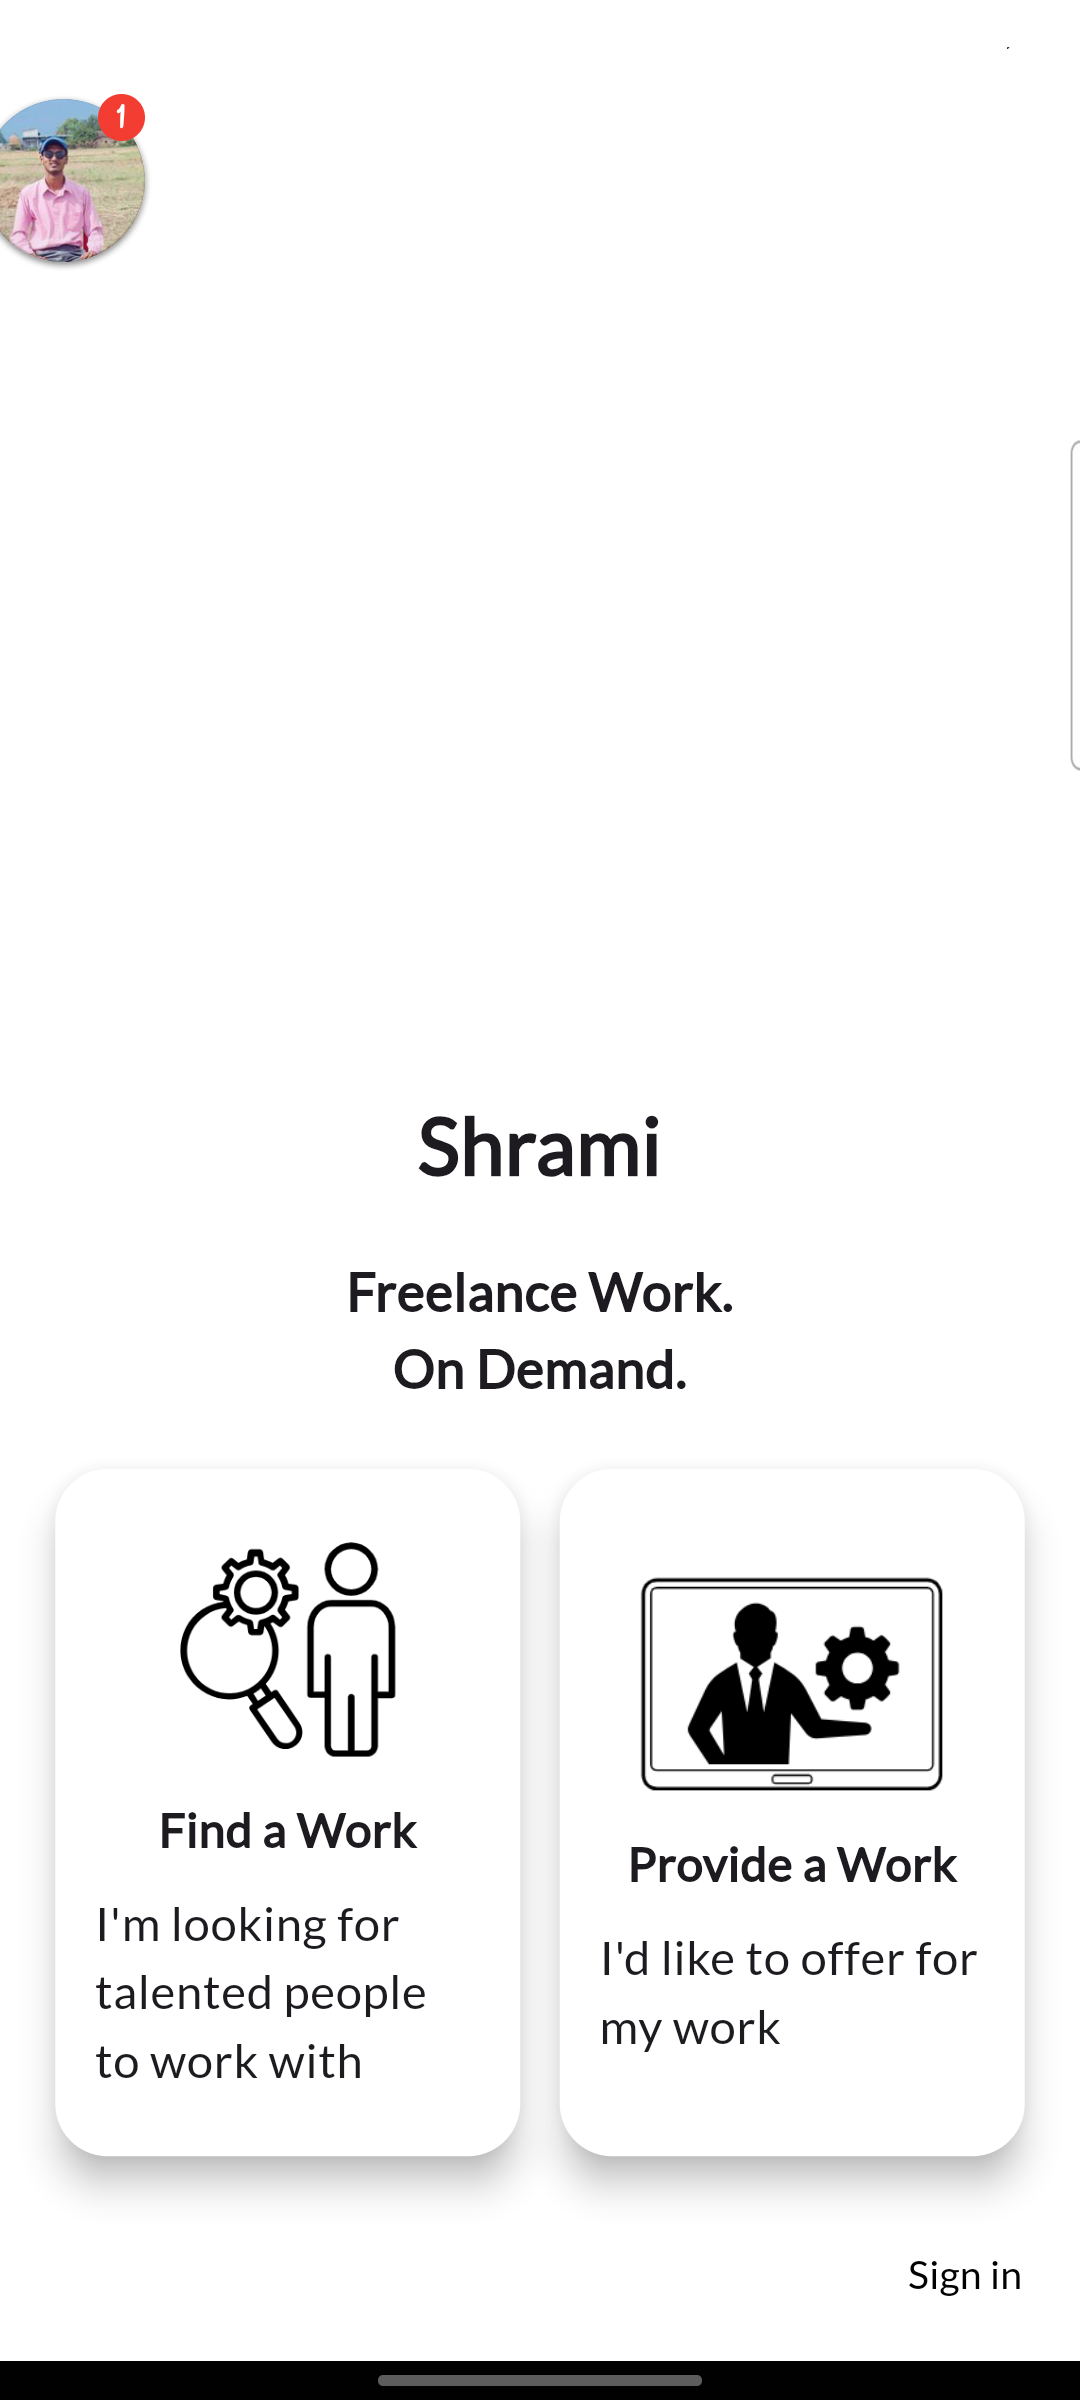 1
Shrami
Freelance Work.
On Demand.
Find a Work
I'm looking for
talented people
to work with
Provide a Work
I'd like to offer for
my work
Sign in